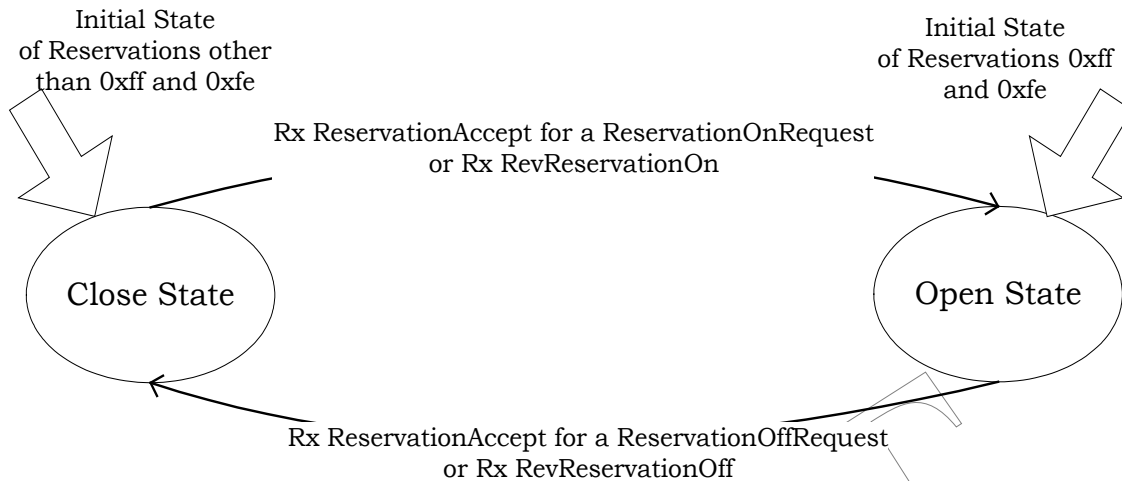 Initial State
of Reservations other
than 0xff and 0xfe
Initial State
of Reservations 0xff
and 0xfe
Rx ReservationAccept for a ReservationOnRequest
or Rx RevReservationOn
Close State
Open State
Rx ReservationAccept for a ReservationOffRequest
or Rx RevReservationOff